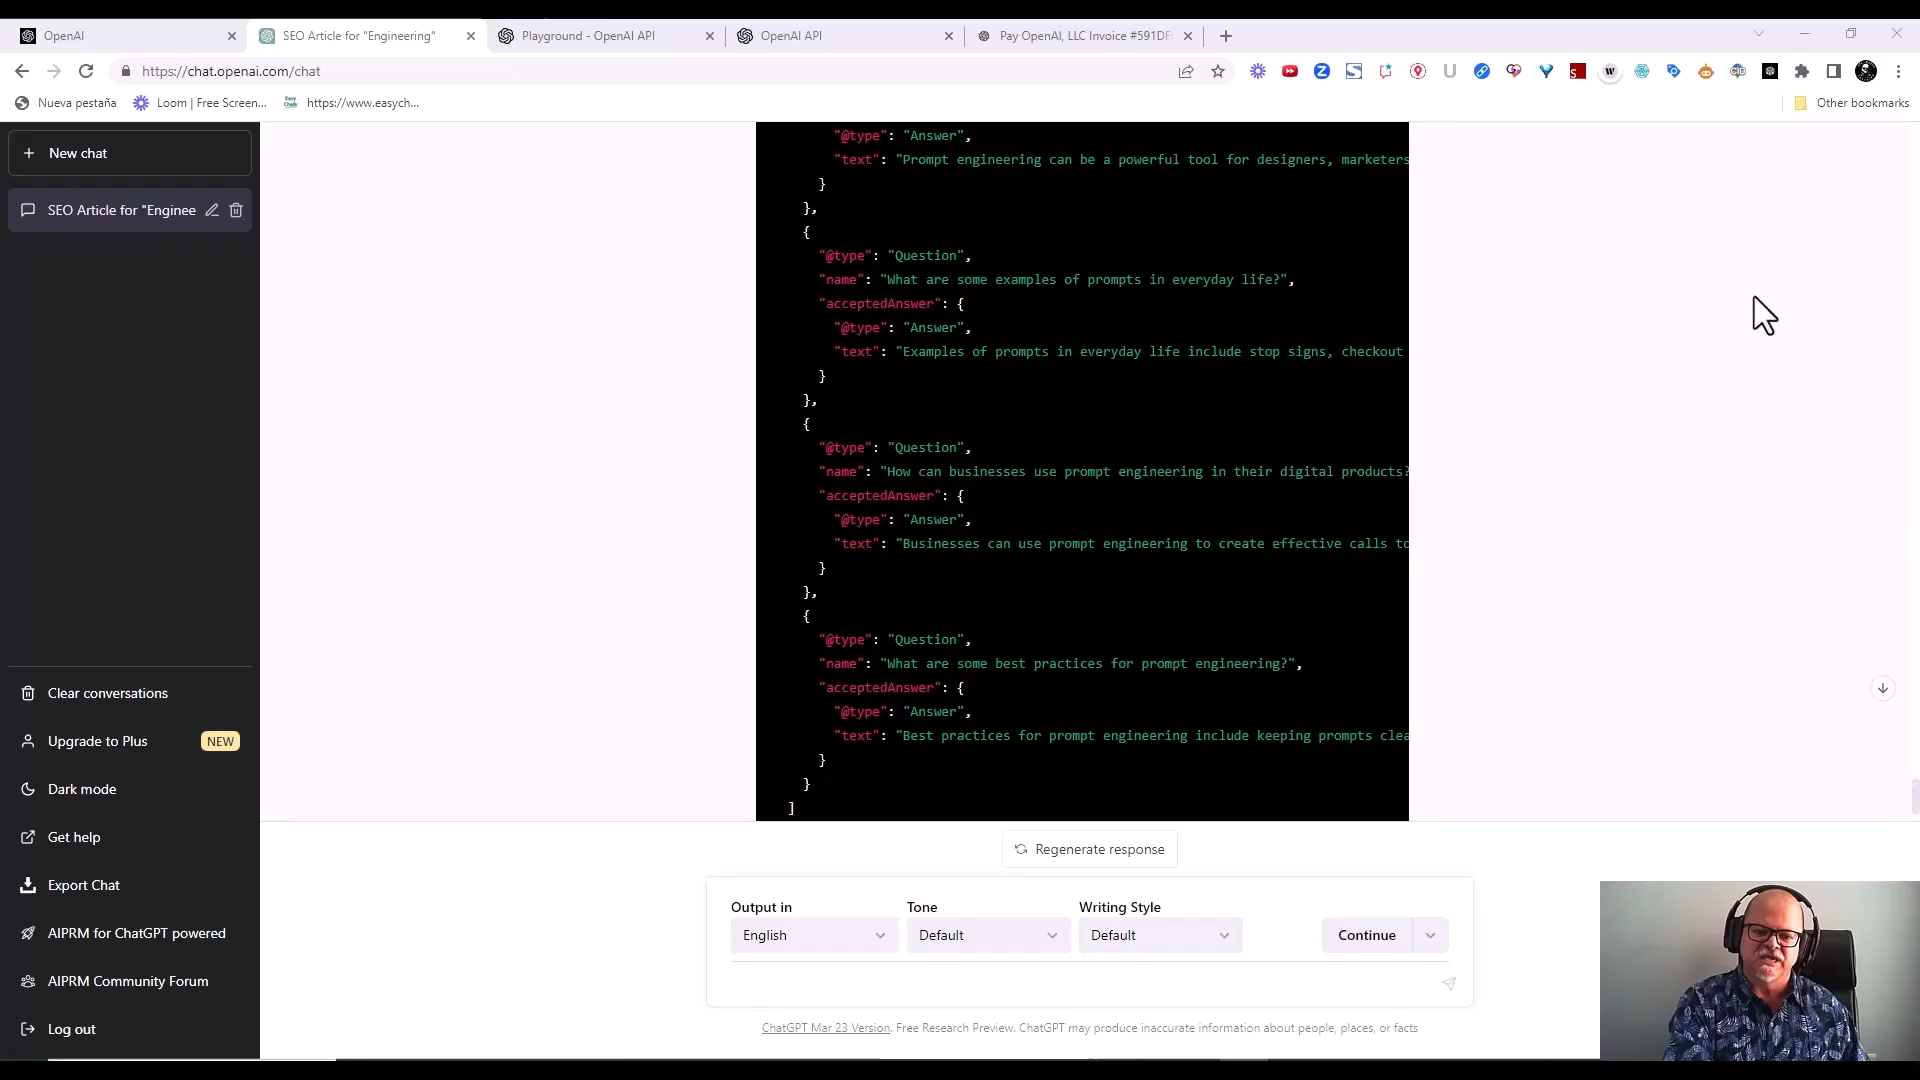 OpenAI
SEO Article for "Engineering"
Playground - OpenAI API
OpenAI API
Pay OpenAI, LLC Invoice #591DF
https://chat.openai.com/chat
Nueva pestaña
Loom | Free Screen...
https://www.easych...
Other bookmarks
New chat
SEO Article for "Enginee
Clear conversations
Upgrade to Plus
NEW
Dark mode
Get help
Export Chat
AIPRM for ChatGPT powered
AIPRM Community Forum
Log out
"@type": "Answer",
"text": "Prompt engineering can be a powerful tool for designers, marketers
}
},
{
"@type": "Question",
"name": "What are some examples of prompts in everyday life?",
"acceptedAnswer": {
"@type": "Answer",
"text": "Examples of prompts in everyday life include stop signs, checkout
}
},
{
"@type": "Question",
"name": "How can businesses use prompt engineering in their digital products?
"acceptedAnswer": {
"@type": "Answer",
"text": "Businesses can use prompt engineering to create effective calls to
}
},
{
"@type": "Question",
"name": "What are some best practices for prompt engineering?",
"acceptedAnswer": {
"@type": "Answer",
"text": "Best practices for prompt engineering include keeping prompts clea
}
}
]
Regenerate response
Output in
Tone
Writing Style
English
Default
Default
Continue
ChatGPT Mar 23 Version. Free Research Preview. ChatGPT may produce inaccurate information about people, places, or facts